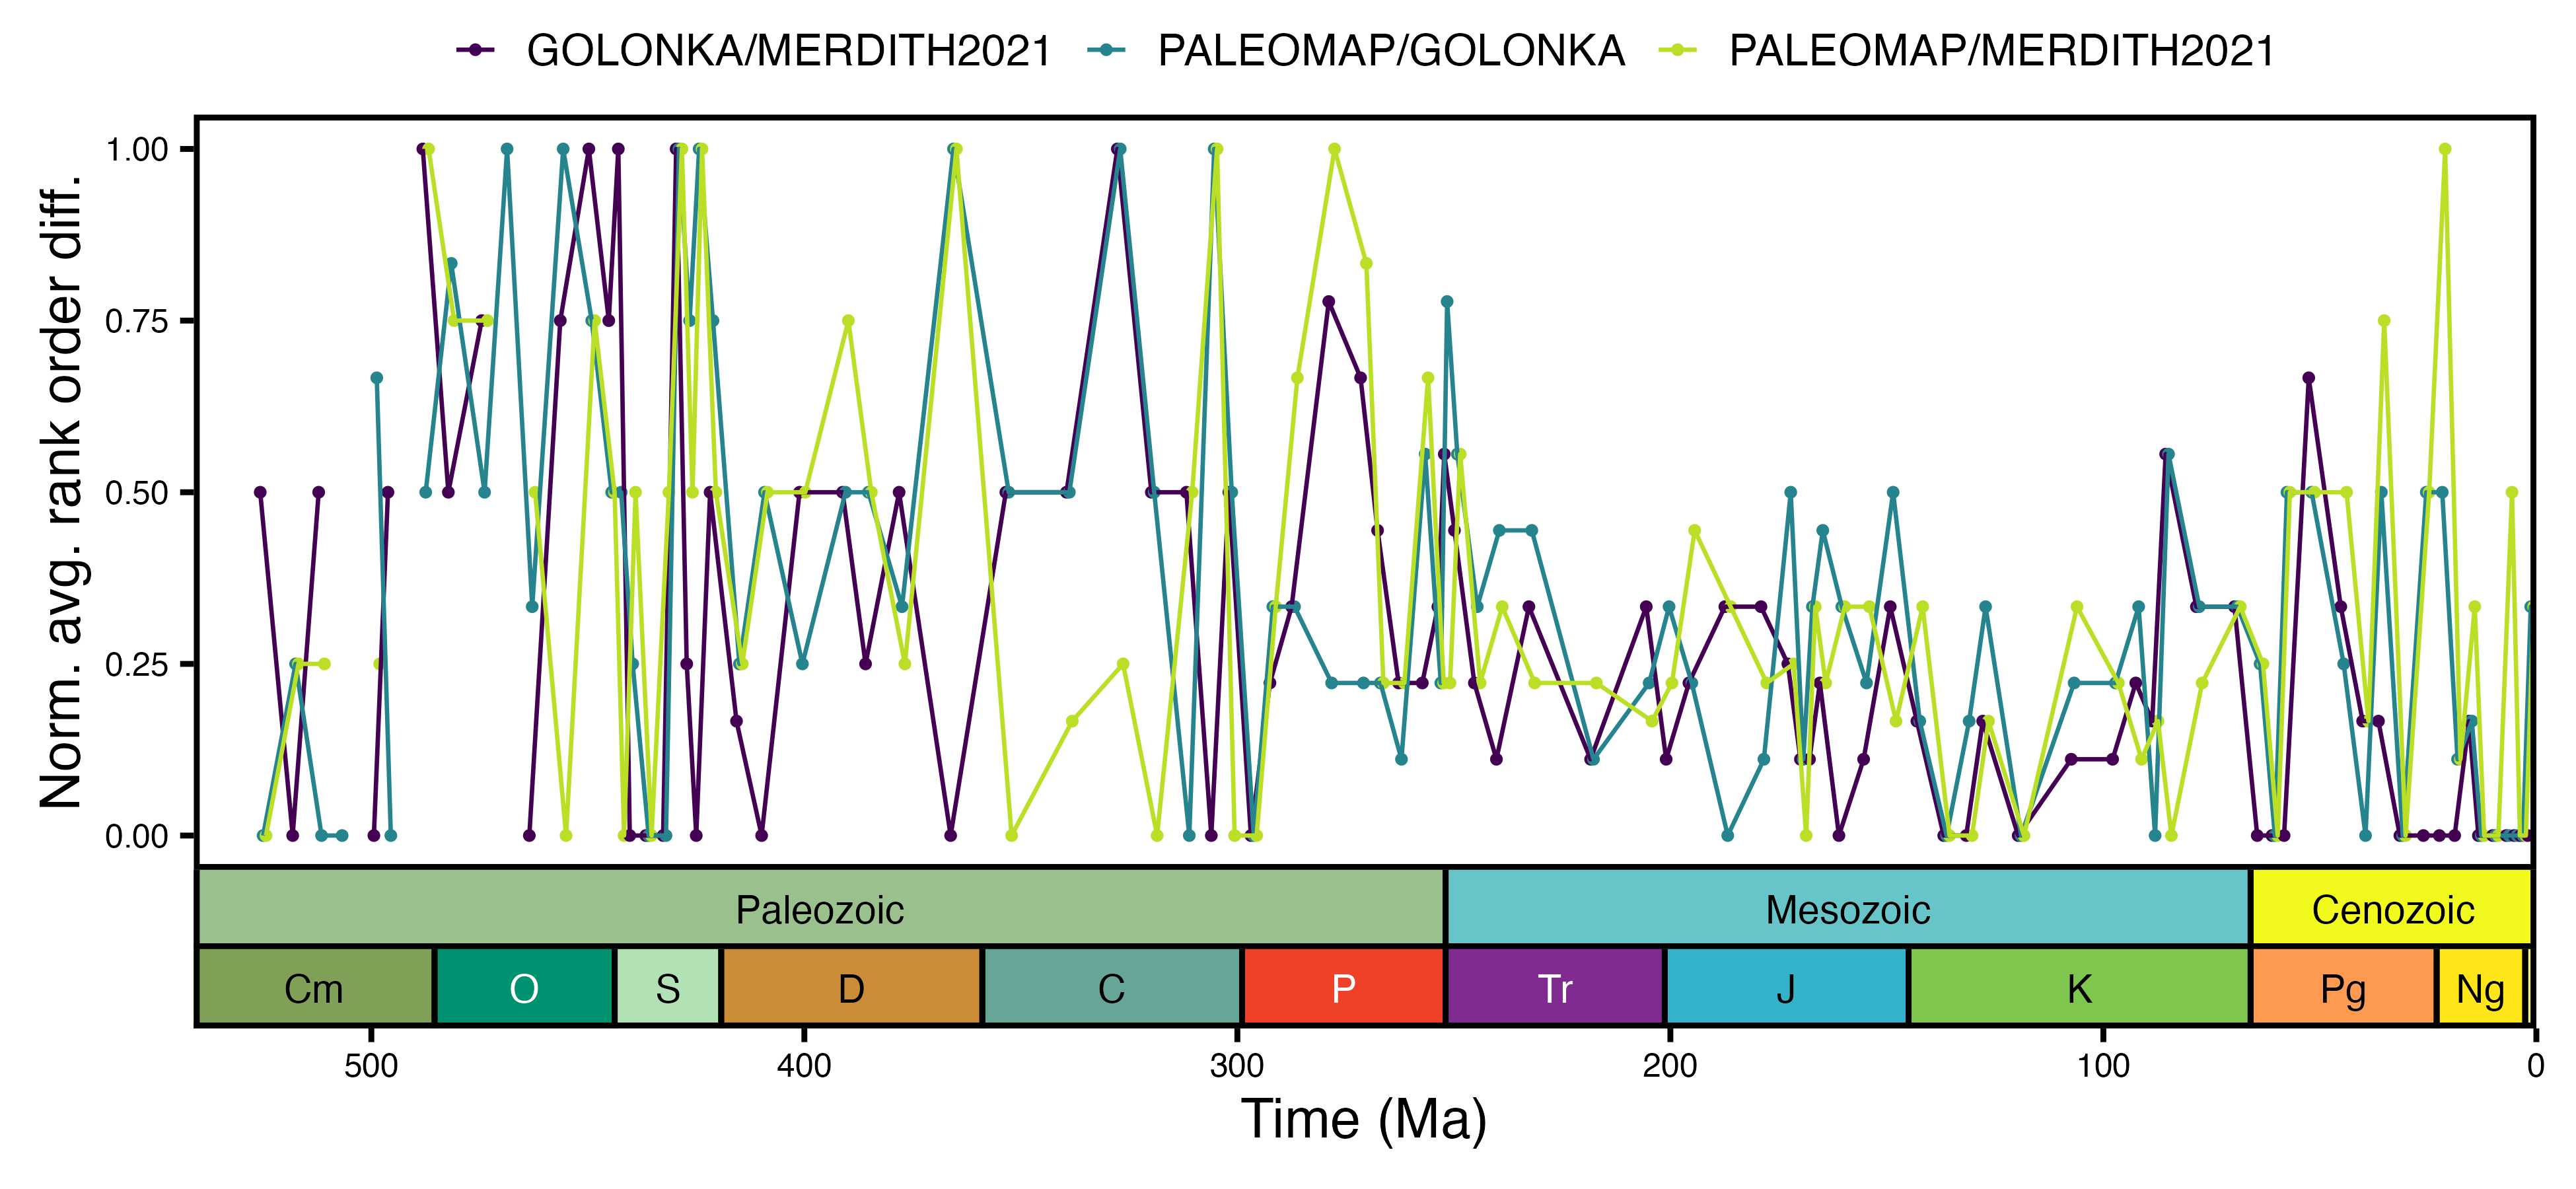 GOLONKA/MERDITH2021 PALEOMAP/GOLONKA PALEOMAP/MERDITH2021
Norm. avg. rank order diff.
1.00
0.75
0.50
0.25
0.00
Paleozoic Mesozoic Cenozoic
Cm O S D C P Tr J K Pg Ng
500 400 300 200 100 0
Time (Ma)